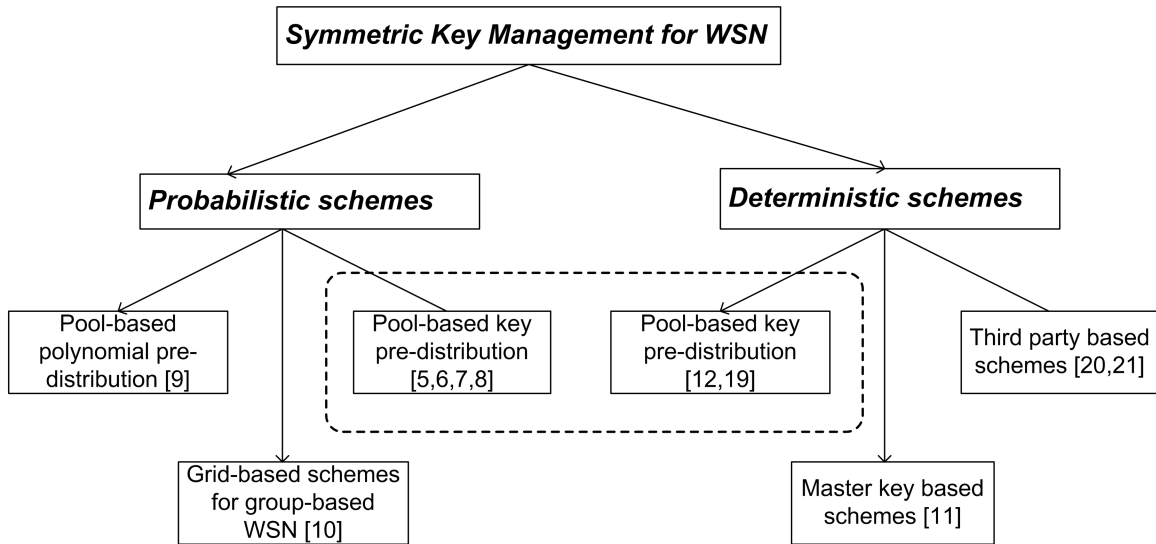 Symmetric Key Management for WSN
Probabilistic schemes
Deterministic schemes
Pool-based
polynomial pre-
distribution [9]
Pool-based key
pre-distribution
[5,6,7,8]
Pool-based key
pre-distribution
[12,19]
Third party based
schemes [20,21]
Grid-based schemes
for group-based
WSN [10]
Master key based
schemes [11]